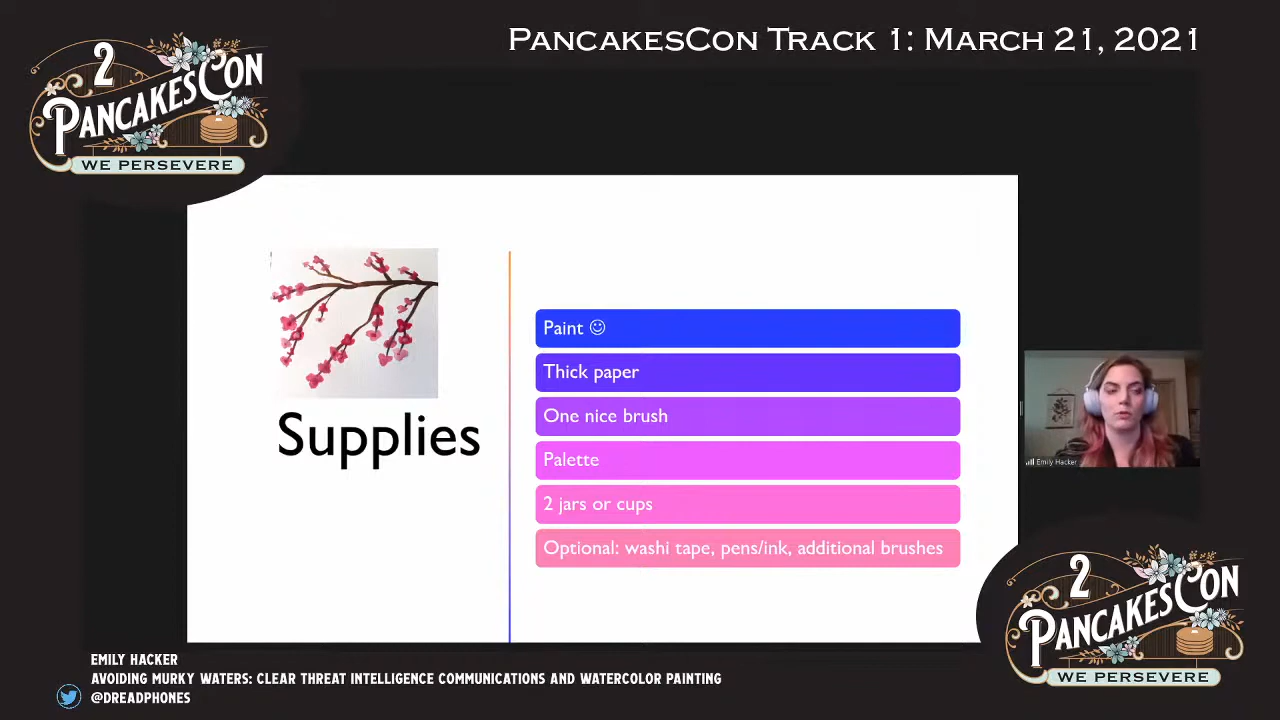 PancakesCon Track 1: March 21, 2021
2
PancakesCon
WE PERSEVERE
Supplies
Paint ☺
Thick paper
One nice brush
Palette
2 jars or cups
Optional: washi tape, pens/ink, additional brushes
Emily Hacker
2
PancakesCon
WE PERSEVERE
EMILY HACKER
AVOIDING MURKY WATERS: CLEAR THREAT INTELLIGENCE COMMUNICATIONS AND WATERCOLOR PAINTING
@DREADPHONES